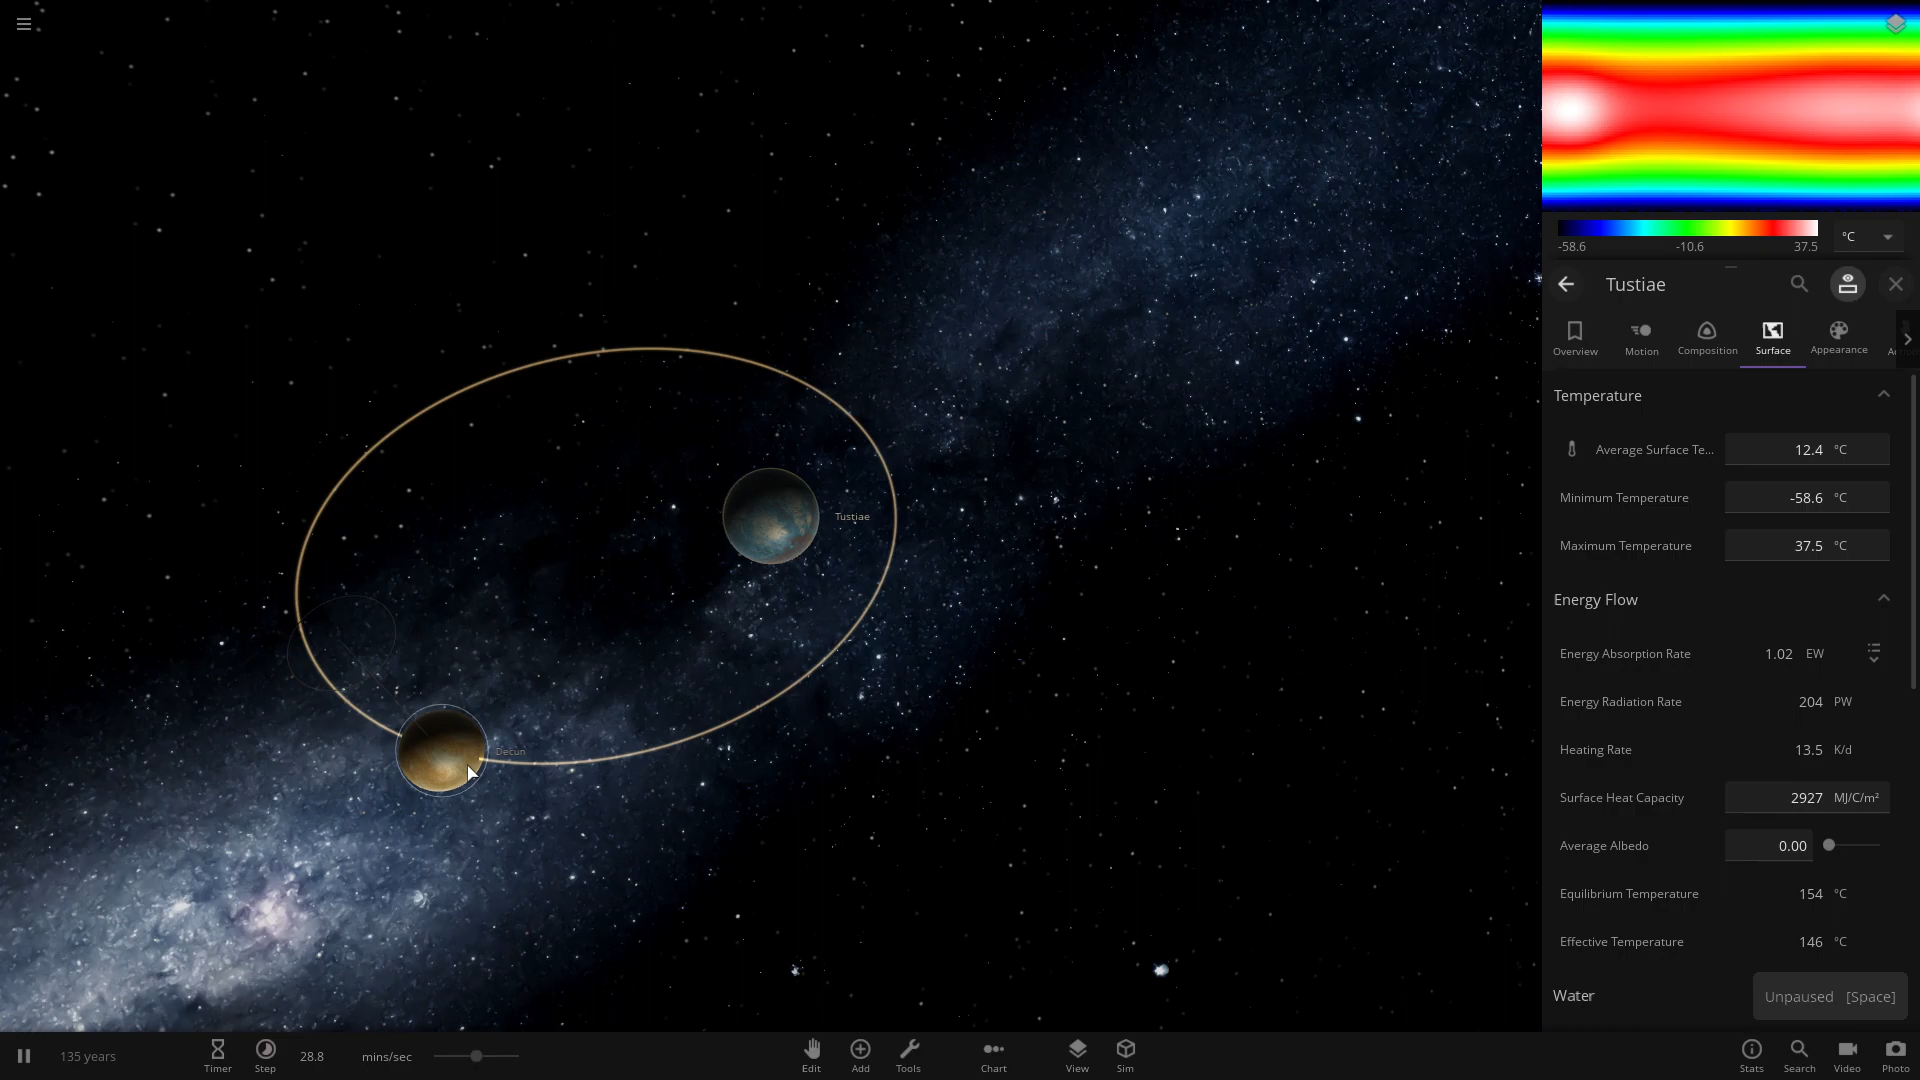 -58.6 -10.6 37.5 °C
Tustiae
Overview Motion Composition Surface Appearance
Temperature
Average Surface Te... 12.4 °C
Minimum Temperature -58.6 °C
Maximum Temperature 37.5 °C
Energy Flow
Energy Absorption Rate 1.02 EW
Energy Radiation Rate 204 PW
Heating Rate 13.5 K/d
Surface Heat Capacity 2927 MJ/C/m²
Average Albedo 0.00
Equilibrium Temperature 154 °C
Effective Temperature 146 °C
Water
Unpaused [Space]
Tustiae
Decun
135 years
Timer Step 28.8 mins/sec
Edit Add Tools Chart View Sim
Stats Search Video Photo